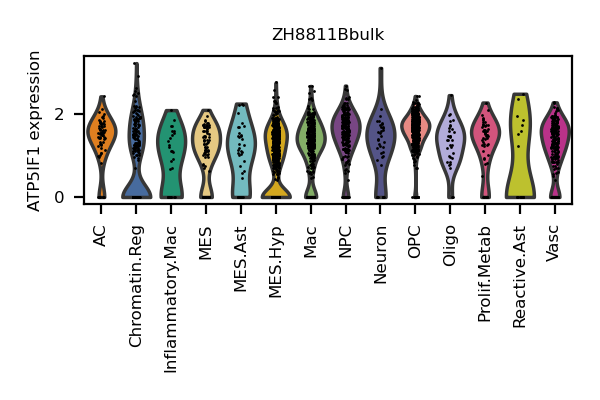 ZH8811Bbulk
ATP5IF1 expression
2
0
AC
Chromatin.Reg
Inflammatory.Mac
MES
MES.Ast
MES.Hyp
Mac
NPC
Neuron
OPC
Oligo
Prolif.Metab
Reactive.Ast
Vasc